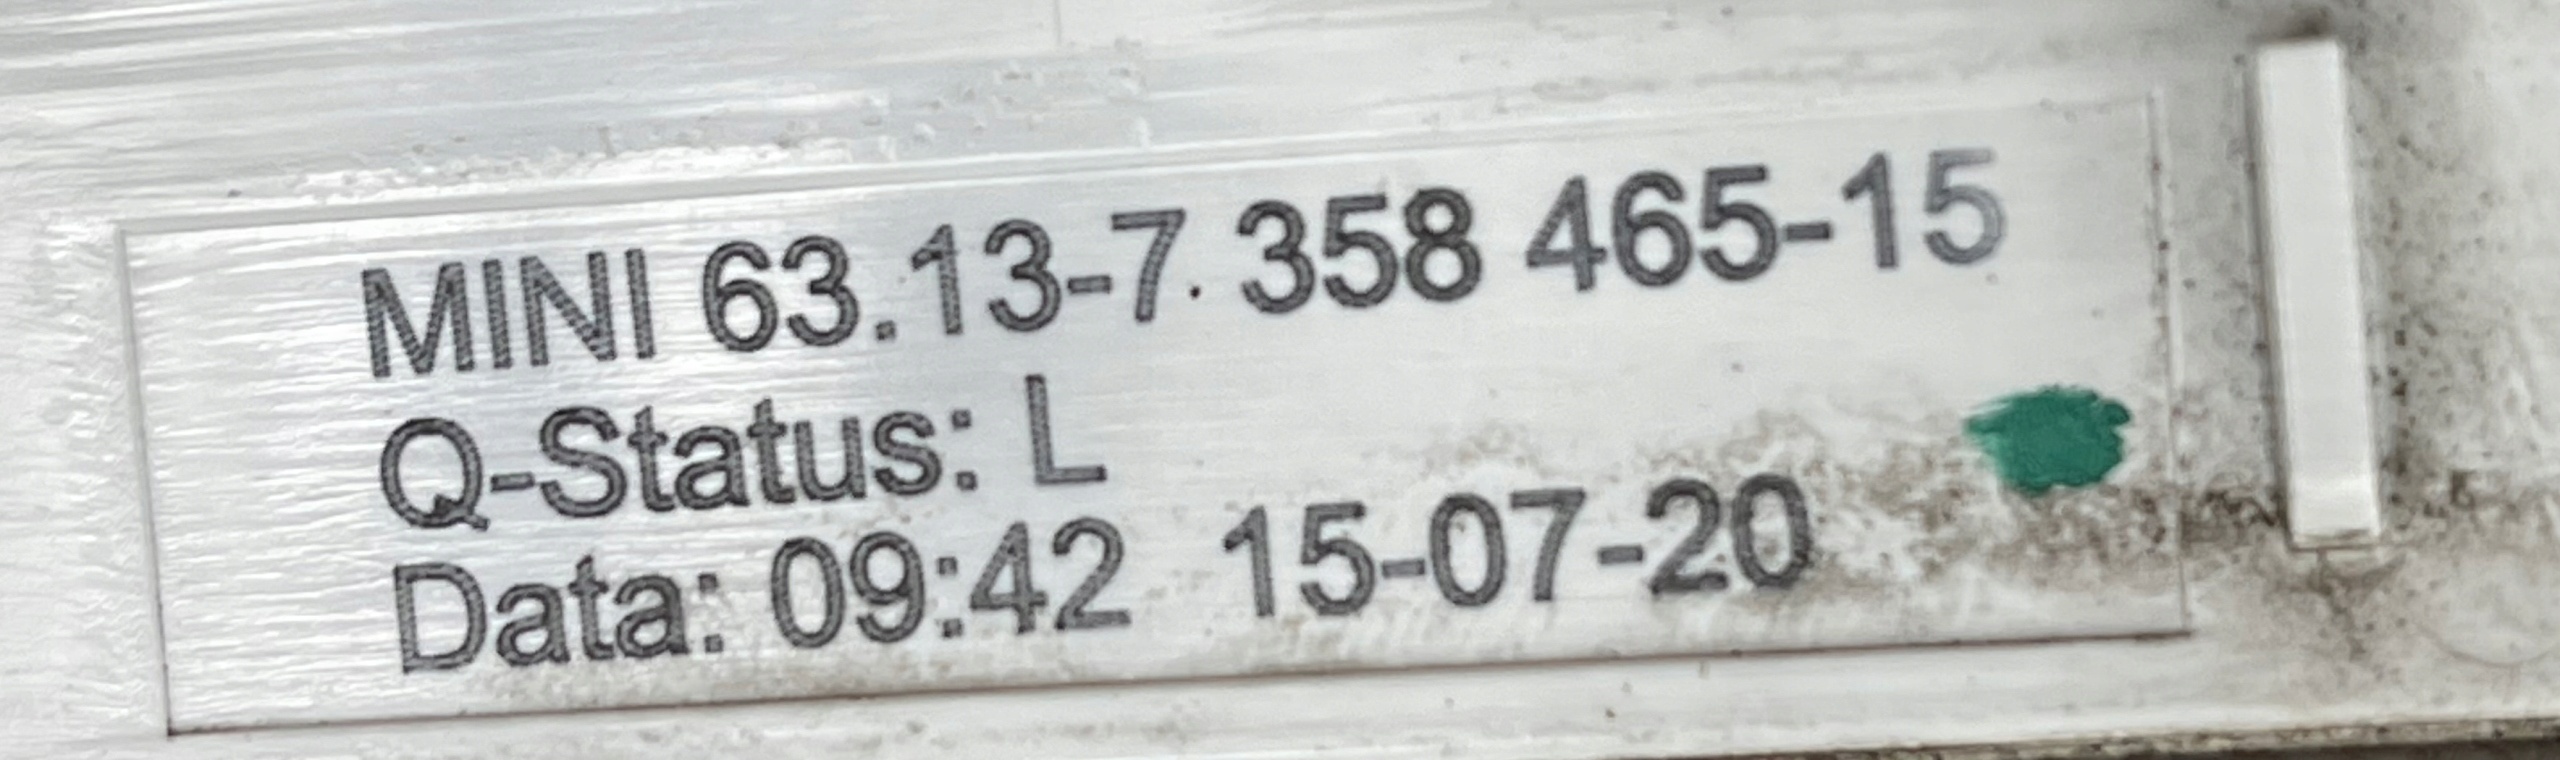 MINI 63.13-7. 358 465-15
Q-Status: L
Data: 09:42 15-07-20